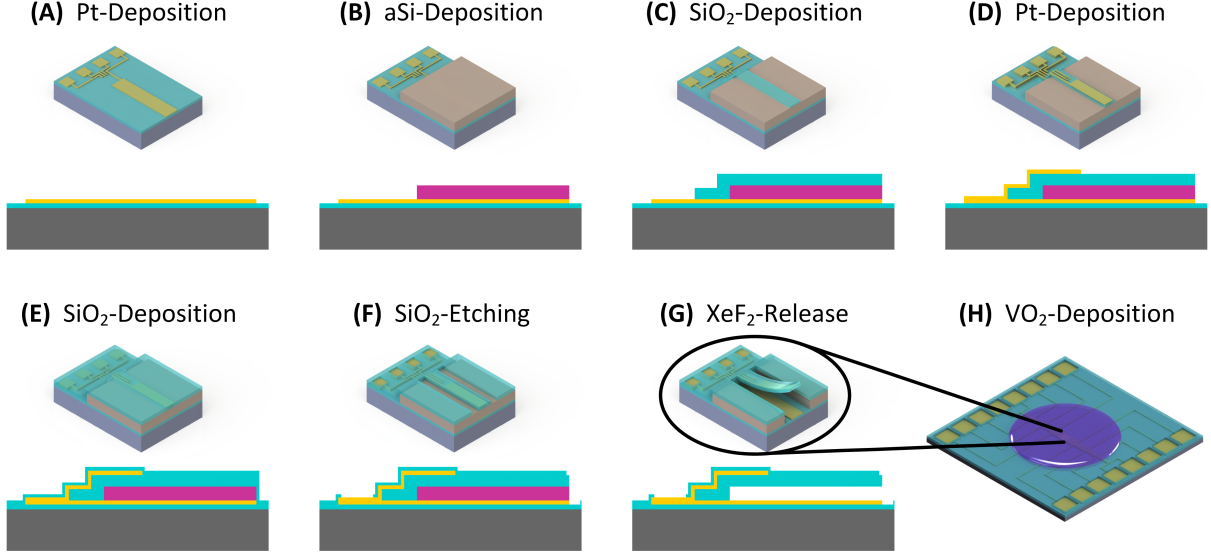 (A) Pt-Deposition
(B) aSi-Deposition
(C) SiO₂-Deposition
(D) Pt-Deposition
(E) SiO₂-Deposition
(F) SiO₂-Etching
(G) XeF₂-Release
(H) VO₂-Deposition